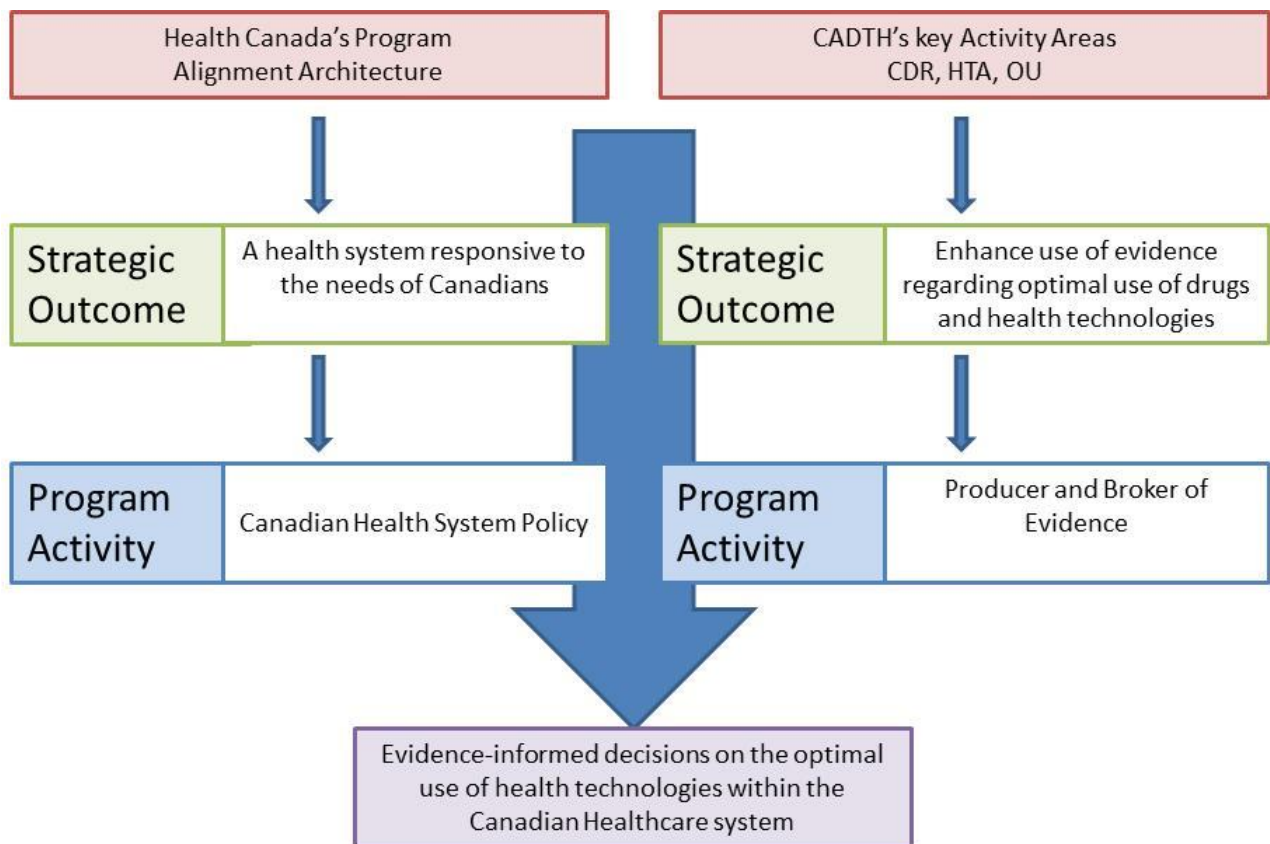 Health Canada's Program
Alignment Architecture
CADTH's key Activity Areas
CDR, HTA, OU
Strategic
Outcome
A health system responsive to
the needs of Canadians
Strategic
Outcome
Enhance use of evidence
regarding optimal use of drugs
and health technologies
Program
Activity
Canadian Health System Policy
Program
Activity
Producer and Broker of
Evidence
Evidence-informed decisions on the optimal
use of health technologies within the
Canadian Healthcare system